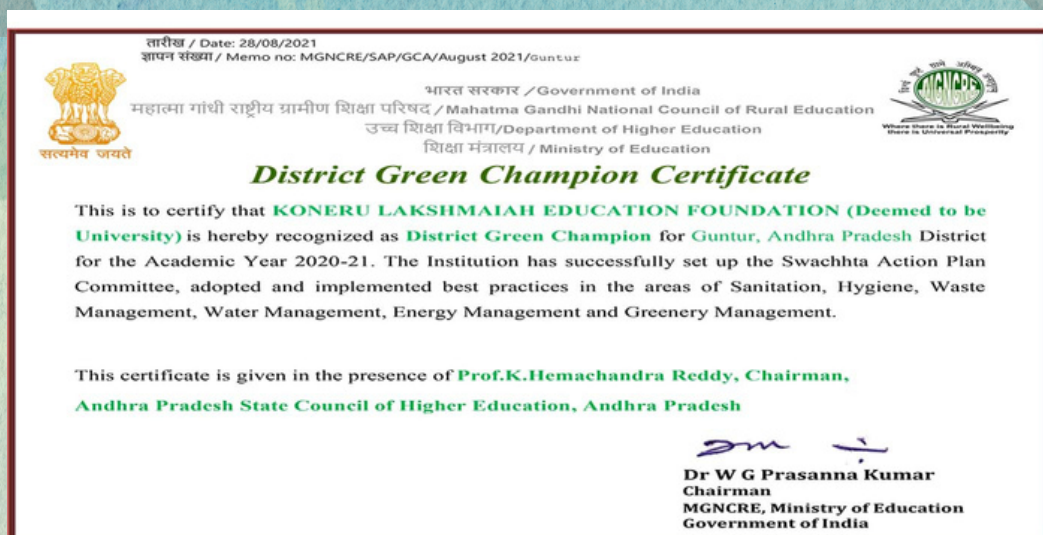 तारीख / Date: 28/08/2021
ज्ञापन संख्या / Memo no: MGNCRE/SAP/GCA/August 2021/Guntur
भारत सरकार /Government of India
महात्मा गांधी राष्ट्रीय ग्रामीण शिक्षा परिषद /Mahatma Gandhi National Council of Rural Education
उच्च शिक्षा विभाग/Department of Higher Education
शिक्षा मंत्रालय / Ministry of Education
सत्यमेव जयते
MGNCRE
Where there is Rural Wellbeing
there is Universal Prosperity
District Green Champion Certificate
This is to certify that KONERU LAKSHMAIAH EDUCATION FOUNDATION (Deemed to be
University) is hereby recognized as District Green Champion for Guntur, Andhra Pradesh District
for the Academic Year 2020-21. The Institution has successfully set up the Swachhta Action Plan
Committee, adopted and implemented best practices in the areas of Sanitation, Hygiene, Waste
Management, Water Management, Energy Management and Greenery Management.
This certificate is given in the presence of Prof.K.Hemachandra Reddy, Chairman,
Andhra Pradesh State Council of Higher Education, Andhra Pradesh
Dr W G Prasanna Kumar
Chairman
MGNCRE, Ministry of Education
Government of India